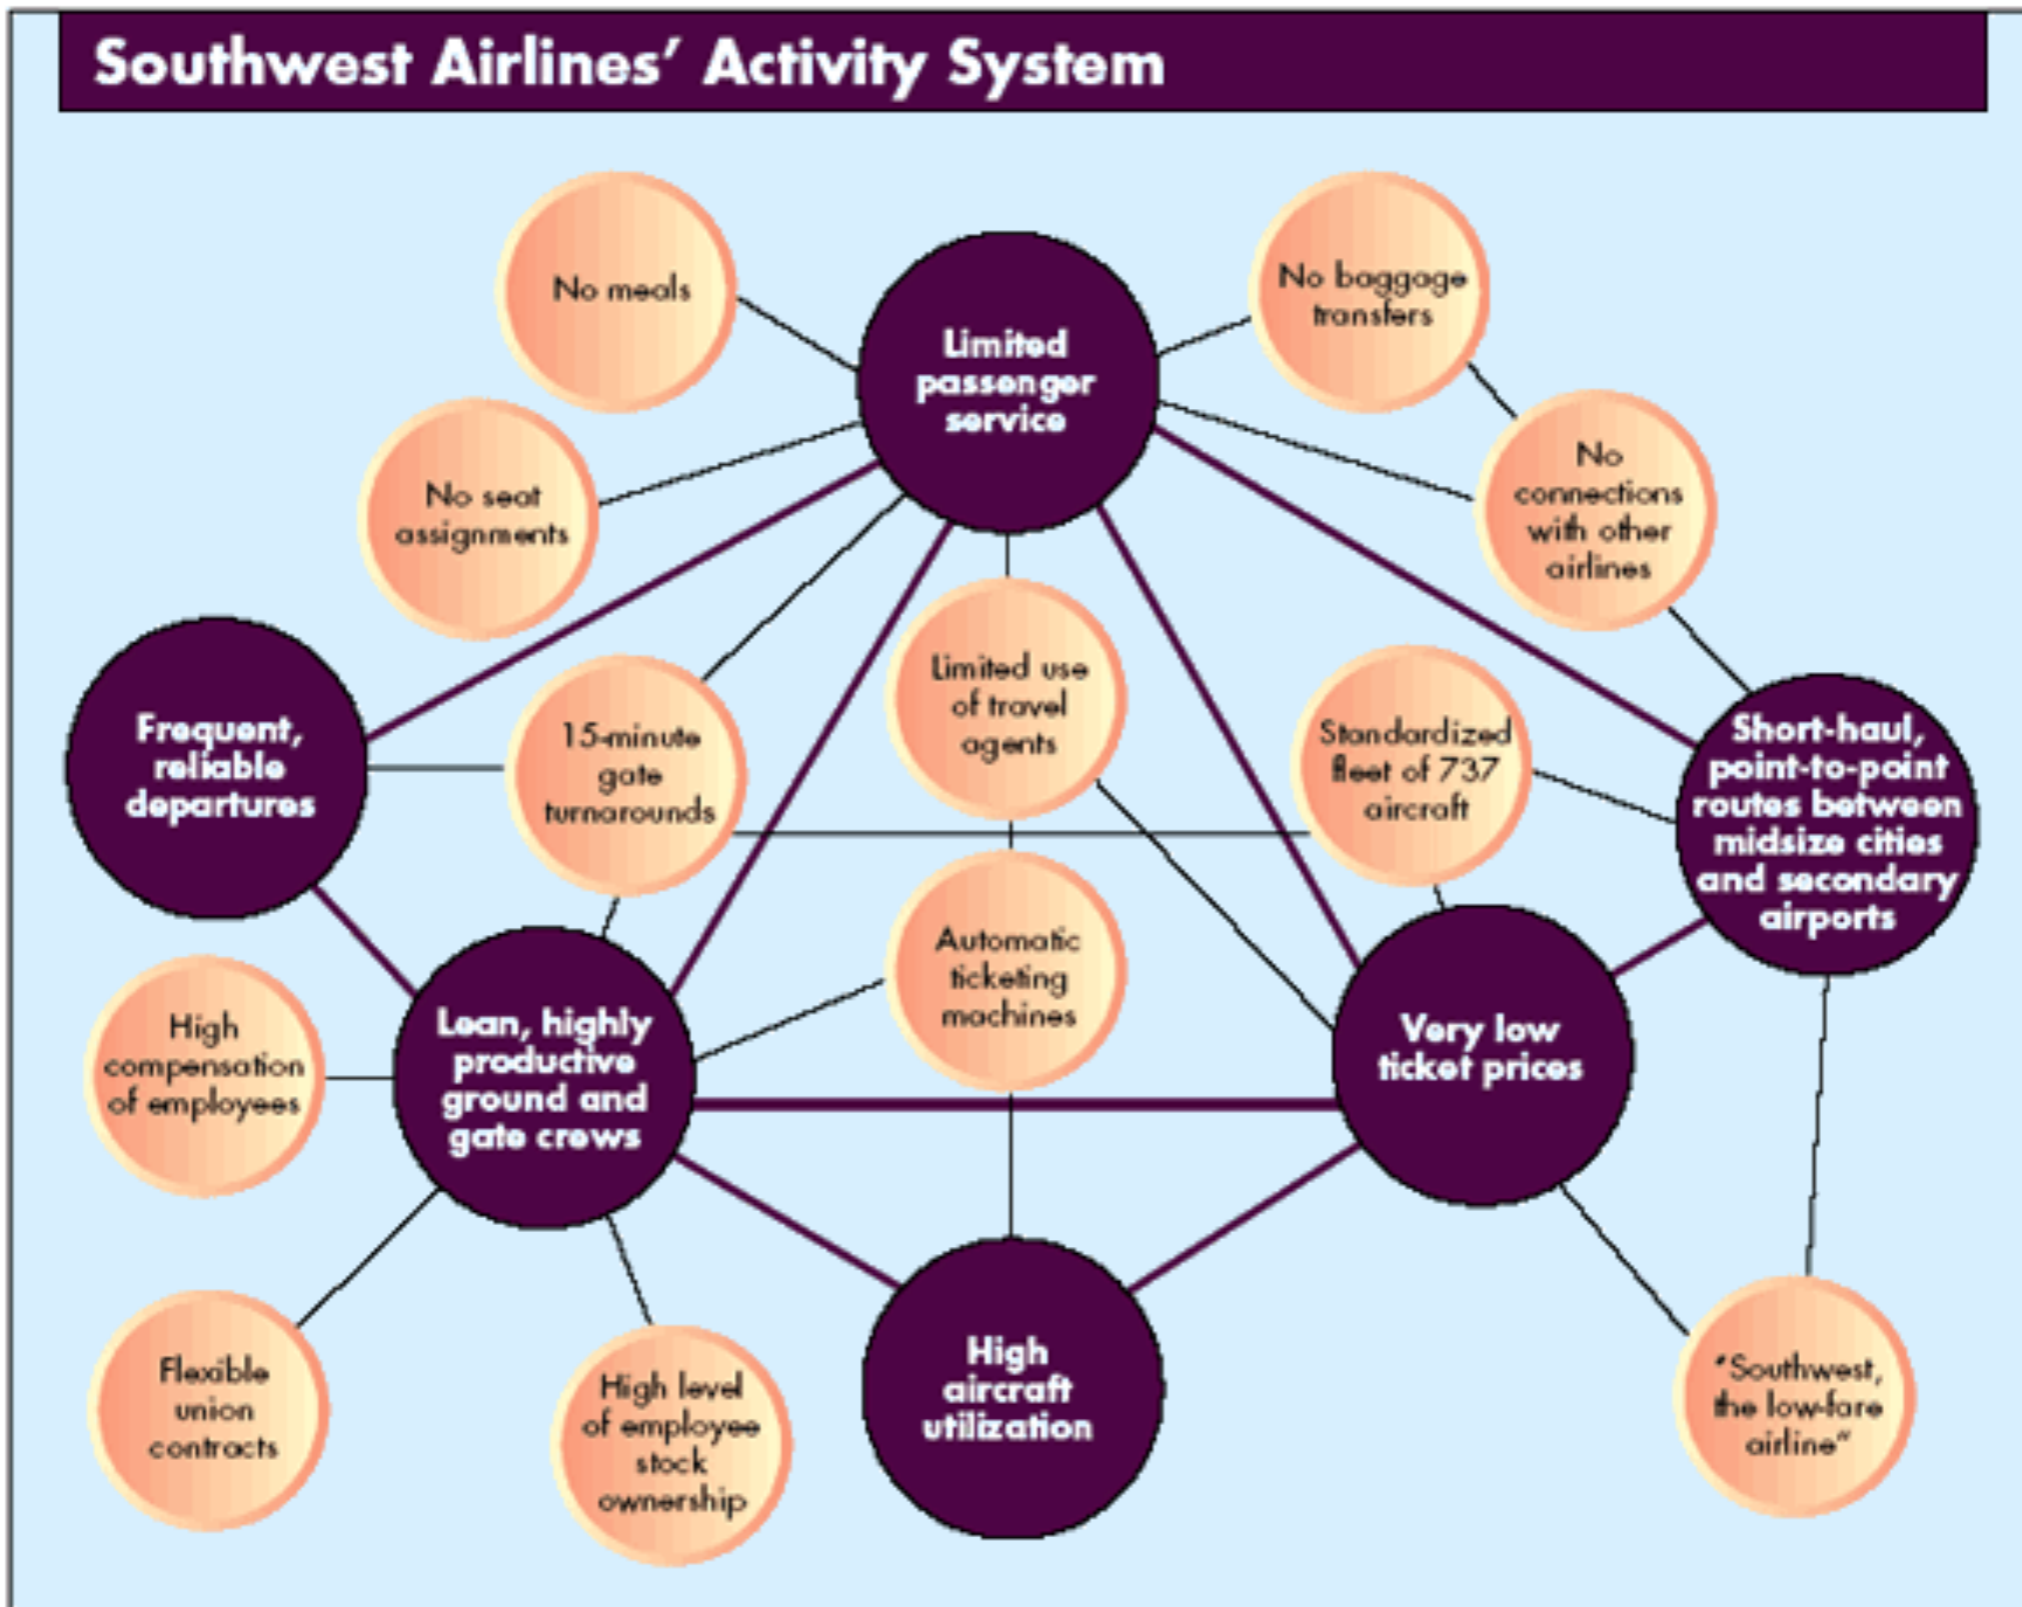 Southwest Airlines’ Activity System
No meals
No baggage
transfers
Limited
passenger
service
No
connections
with other
airlines
No seat
assignments
Limited use
of travel
agents
Standardized
fleet of 737
aircraft
Short-haul,
point-to-point
routes between
midsize cities
and secondary
airports
Frequent,
reliable
departures
15-minute
gate
turnarounds
Automatic
ticketing
machines
High
compensation
of employees
Lean, highly
productive
ground and
gate crews
Very low
ticket prices
Flexible
union
contracts
High level
of employee
stock
ownership
High
aircraft
utilization
“Southwest,
the low-fare
airline”